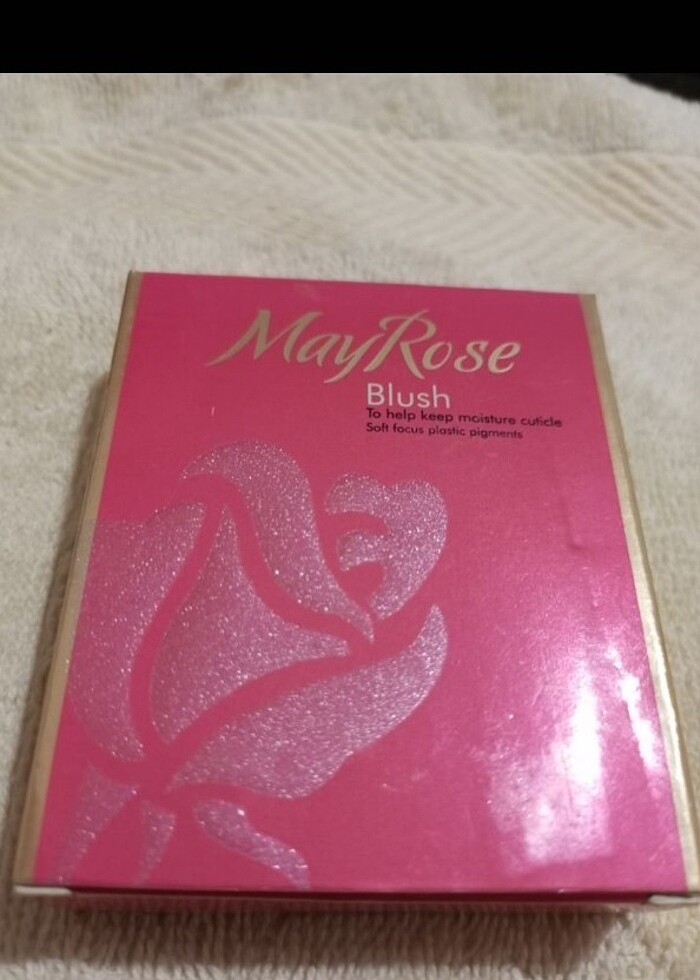 MayRose
Blush
To help keep moisture cuticle
Soft focus plastic pigments